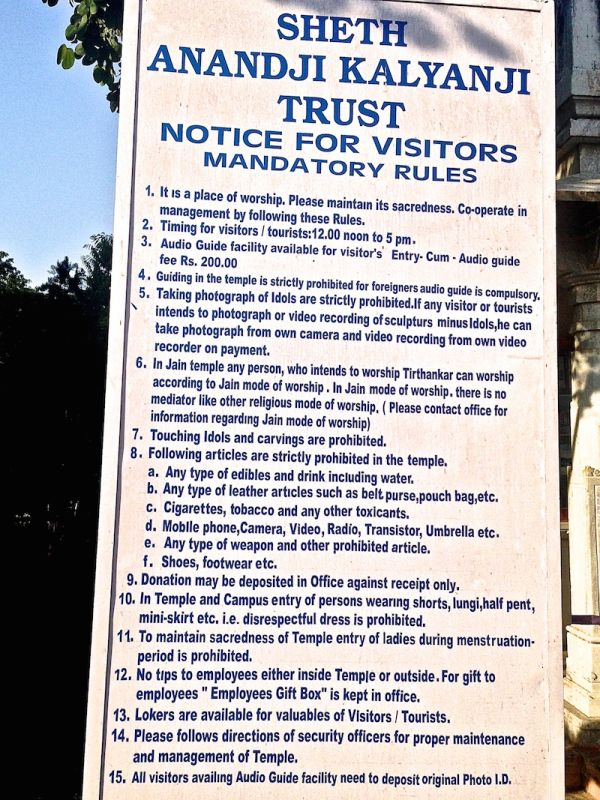 SHETH
ANANDJI KALYANJI
TRUST
NOTICE FOR VISITORS
MANDATORY RULES
1. It is a place of worship. Please maintain its sacredness. Co-operate in
management by following these Rules.
2. Timing for visitors / tourists:12.00 noon to 5 pm.
3. Audio Guide facility available for visitor's Entry- Cum - Audio guide
fee Rs. 200.00
4. Guiding in the temple is strictly prohibited for foreigners audio guide is compulsory.
5. Taking photograph of Idols are strictly prohibited.If any visitor or tourists
intends to photograph or video recording of sculpturs minus Idols,he can
take photograph from own camera and video recording from own video
recorder on payment.
6. In Jain temple any person, who intends to worship Tirthankar can worship
according to Jain mode of worship . In Jain mode of worship. there is no
mediator like other religious mode of worship. ( Please contact office for
information regarding Jain mode of worship)
7. Touching Idols and carvings are prohibited.
8. Following articles are strictly prohibited in the temple.
a. Any type of edibles and drink including water.
b. Any type of leather articles such as belt purse,pouch bag,etc.
c. Cigarettes, tobacco and any other toxicants.
d. Mobile phone,Camera, Video, Radio, Transistor, Umbrella etc.
e. Any type of weapon and other prohibited article.
f. Shoes, footwear etc.
9. Donation may be deposited in Office against receipt only.
10. In Temple and Campus entry of persons wearing shorts, lungi,half pent,
mini-skirt etc. i.e. disrespectful dress is prohibited.
11. To maintain sacredness of Temple entry of ladies during menstruation-
period is prohibited.
12. No tips to employees either inside Temple or outside. For gift to
employees " Employees Gift Box" is kept in office.
13. Lokers are available for valuables of Visitors / Tourists.
14. Please follows directions of security officers for proper maintenance
and management of Temple.
15. All visitors availing Audio Guide facility need to deposit original Photo I.D.